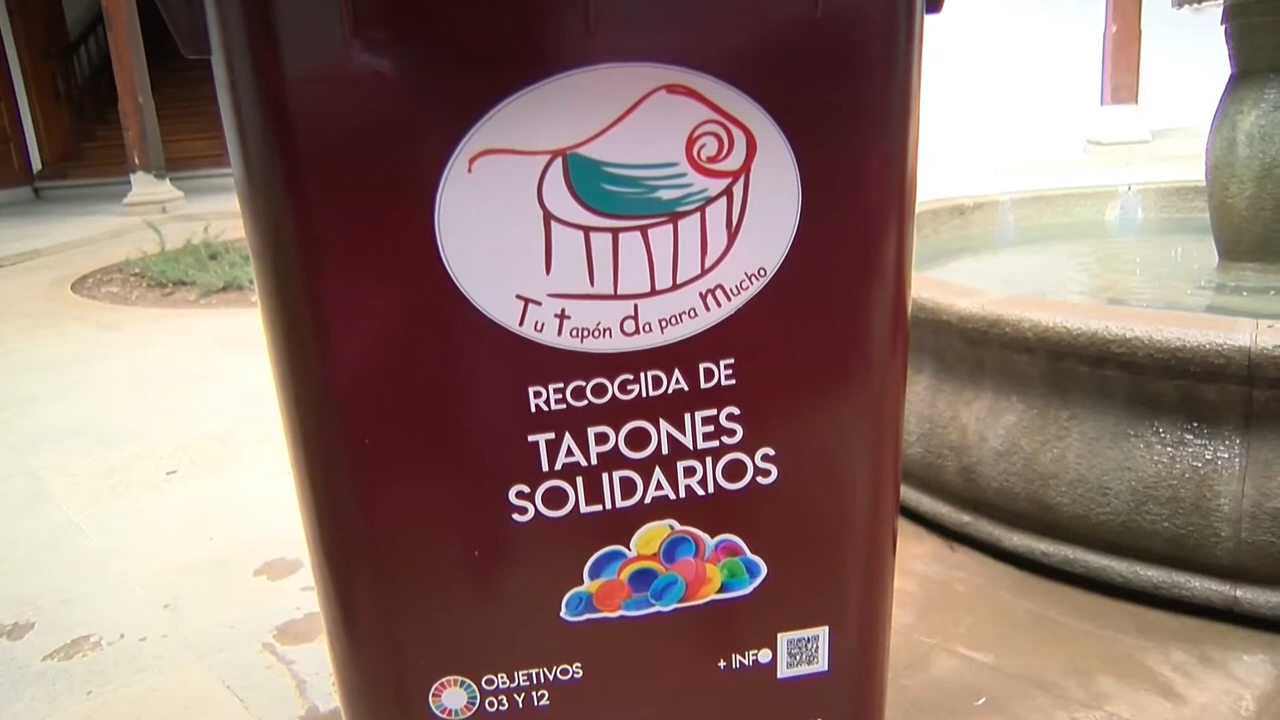 Tu tapón da para mucho
RECOGIDA DE
TAPONES
SOLIDARIOS
OBJETIVOS
03 Y 12
+ INFO